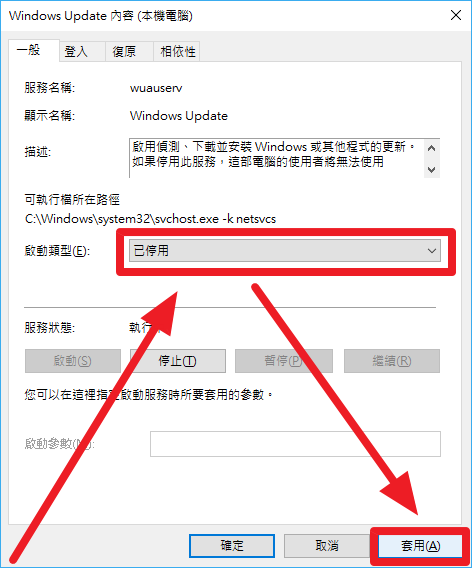 Windows Update 內容 (本機電腦)
一般 登入 復原 相依性
服務名稱: wuauserv
顯示名稱: Windows Update
描述: 啟用偵測、下載並安裝 Windows 或其他程式的更新。
如果停用此服務，這部電腦的使用者將無法使用
可執行檔所在路徑
C:\Windows\system32\svchost.exe -k netsvcs
啟動類型(E): 已停用
服務狀態: 執行
啟動(S) 停止(T) 暫停(P) 繼續(R)
您可以在這裡指定啟動服務時所要套用的參數。
啟動參數(M):
確定 取消 套用(A)